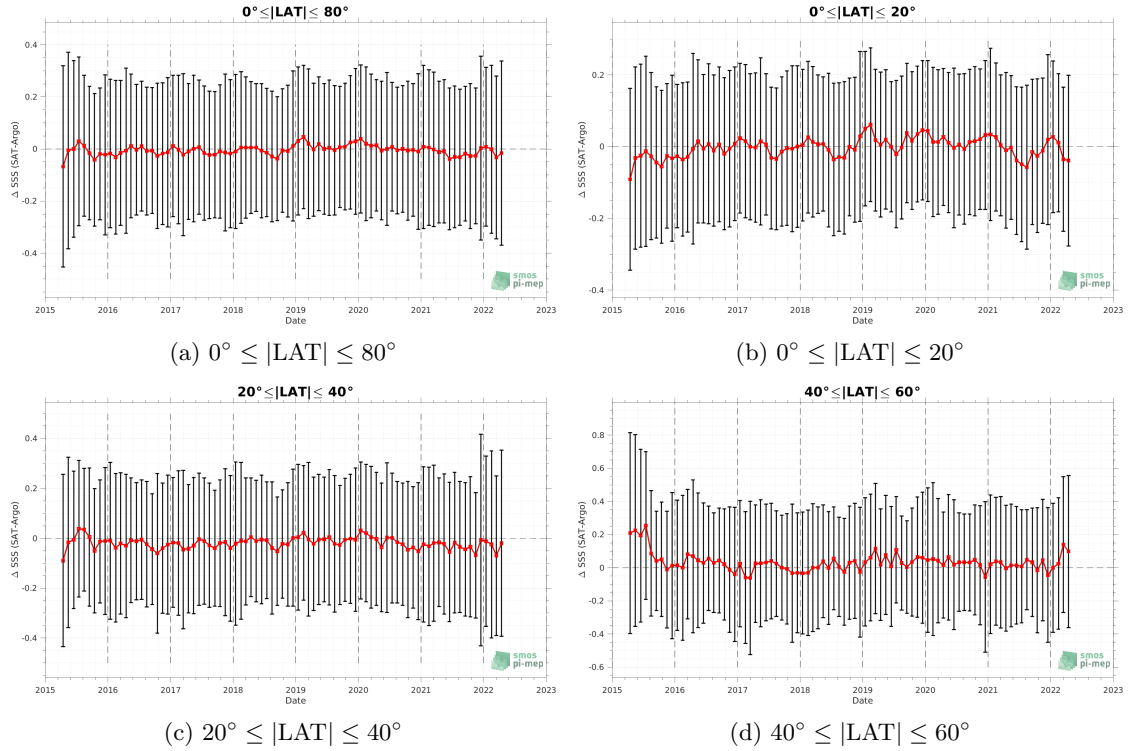 0°≤|LAT|≤ 80°
Δ SSS (SAT-Argo)
0.4
0.2
0
-0.2
-0.4
2015 2016 2017 2018 2019 2020 2021 2022 2023
Date
smos
pi-mep
(a) 0° ≤ |LAT| ≤ 80°
0°≤|LAT|≤ 20°
Δ SSS (SAT-Argo)
0.2
0
-0.2
-0.4
2015 2016 2017 2018 2019 2020 2021 2022 2023
Date
smos
pi-mep
(b) 0° ≤ |LAT| ≤ 20°
20°≤|LAT|≤ 40°
Δ SSS (SAT-Argo)
0.4
0.2
0
-0.2
-0.4
2015 2016 2017 2018 2019 2020 2021 2022 2023
Date
smos
pi-mep
(c) 20° ≤ |LAT| ≤ 40°
40°≤|LAT|≤ 60°
Δ SSS (SAT-Argo)
0.8
0.6
0.4
0.2
0
-0.2
-0.4
-0.6
2015 2016 2017 2018 2019 2020 2021 2022 2023
Date
smos
pi-mep
(d) 40° ≤ |LAT| ≤ 60°